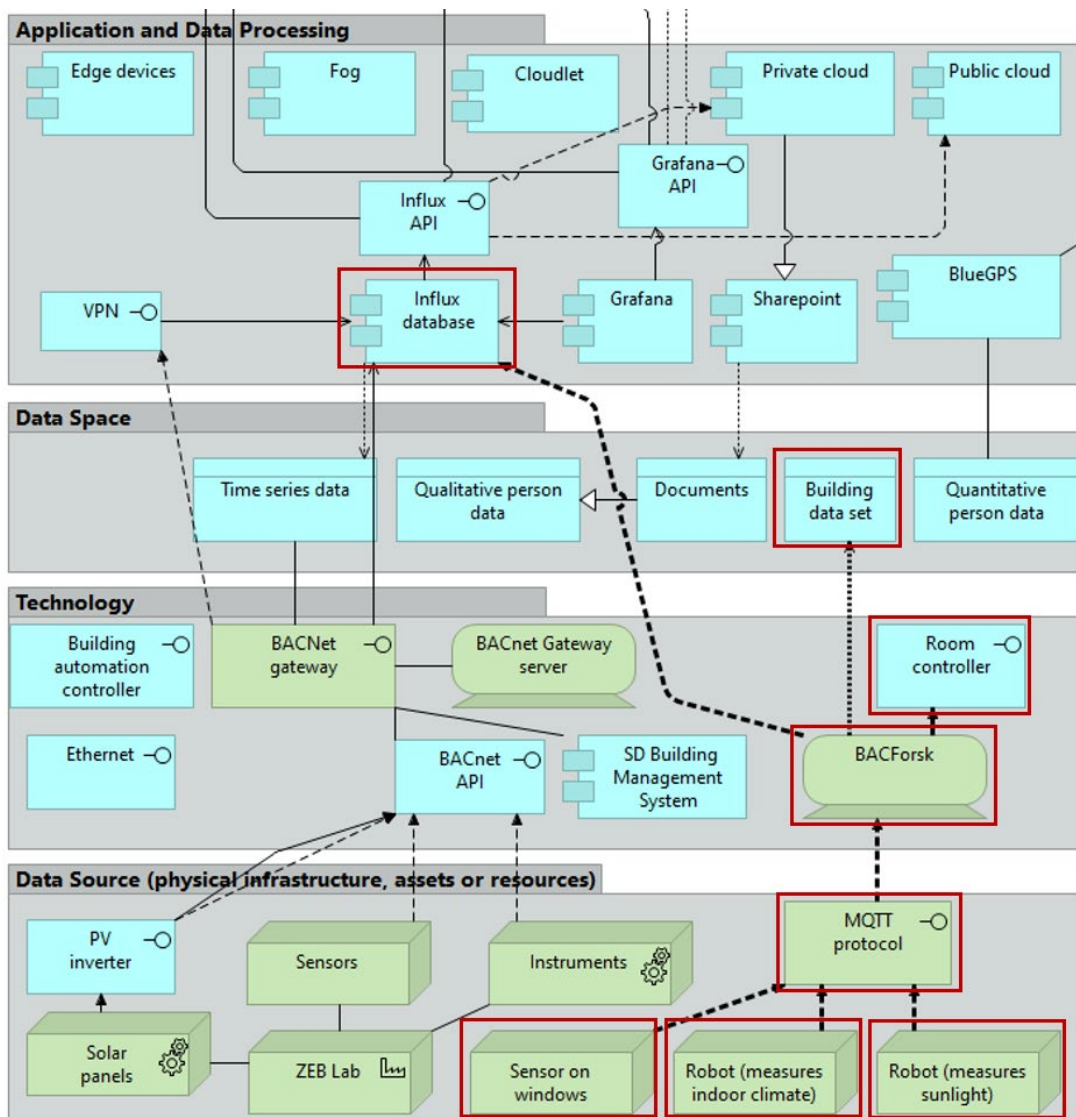 Application and Data Processing
Edge devices
Fog
Cloudlet
Private cloud
Public cloud
Grafana
API
Influx
API
BlueGPS
VPN
Influx
database
Grafana
Sharepoint
Data Space
Time series data
Qualitative person
data
Documents
Building
data set
Quantitative
person data
Technology
Building
automation
controller
BACNet
gateway
BACnet Gateway
server
Room
controller
Ethernet
BACnet
API
SD Building
Management
System
BACForsk
Data Source (physical infrastructure, assets or resources)
PV
inverter
Sensors
Instruments
MQTT
protocol
Solar
panels
ZEB Lab
Sensor on
windows
Robot (measures
indoor climate)
Robot (measures
sunlight)